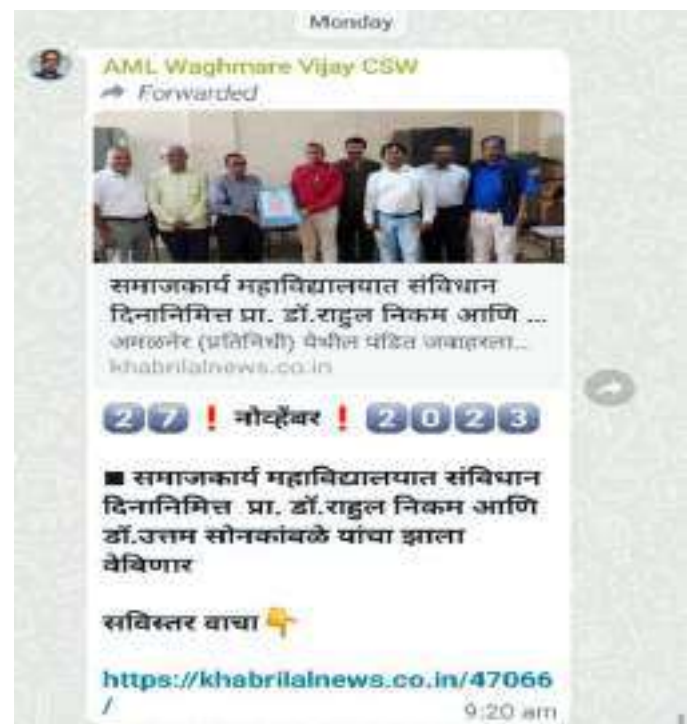 Monday
AML Waghmare Vijay CSW
Forwarded
समाजकार्य महाविद्यालयात संविधान
दिनानिमित्त प्रा. डॉ.राहुल निकम आणि ...
अमळनेर (प्रतिनिधी) येथील पंडित जवाहरला...
khabrilalnews.co.in
27❗नोव्हेंबर❗2023
■ समाजकार्य महाविद्यालयात संविधान
दिनानिमित्त प्रा. डॉ.राहुल निकम आणि
डॉ.उत्तम सोनकांबळे यांचा झाला
वेबिणार
सविस्तर वाचा👇
https://khabrilalnews.co.in/47066
/
9:20 am